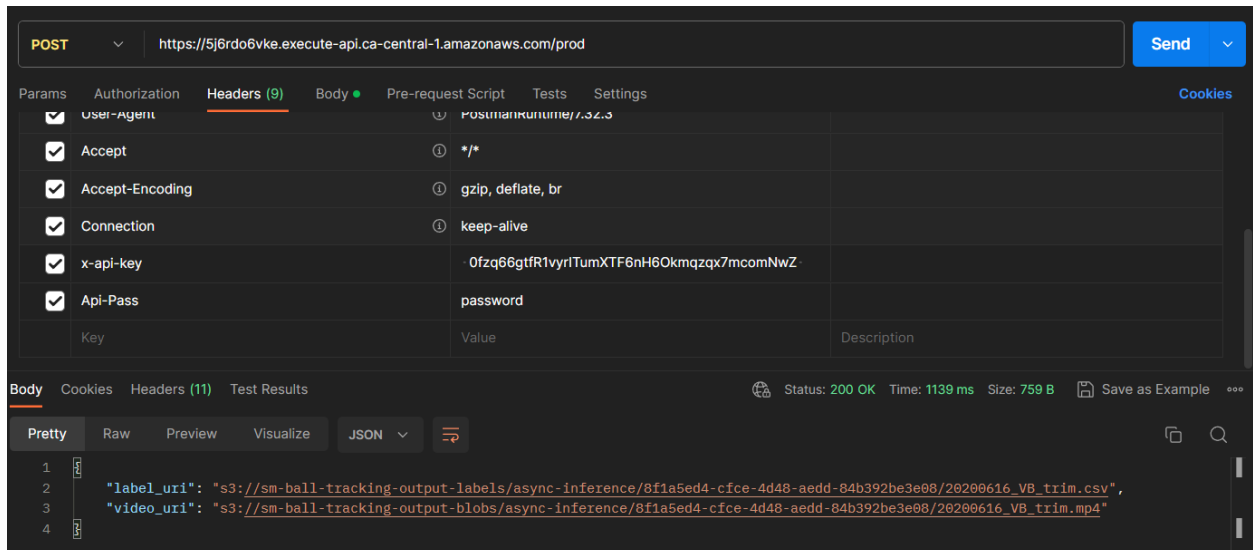 POST https://5j6rdo6vke.execute-api.ca-central-1.amazonaws.com/prod Send
Params Authorization Headers (9) Body Pre-request Script Tests Settings Cookies
User-Agent PostmanRuntime/7.32.3
Accept */*
Accept-Encoding gzip, deflate, br
Connection keep-alive
x-api-key 0fzq66gtfR1vyrITumXTF6nH6Okmqzqx7mcomNwZ
Api-Pass password
Key Value Description
Body Cookies Headers (11) Test Results Status: 200 OK Time: 1139 ms Size: 759 B Save as Example
Pretty Raw Preview Visualize JSON
1 {
2 "label_uri": "s3://sm-ball-tracking-output-labels/async-inference/8f1a5ed4-cfce-4d48-aedd-84b392be3e08/20200616_VB_trim.csv",
3 "video_uri": "s3://sm-ball-tracking-output-blobs/async-inference/8f1a5ed4-cfce-4d48-aedd-84b392be3e08/20200616_VB_trim.mp4"
4 }